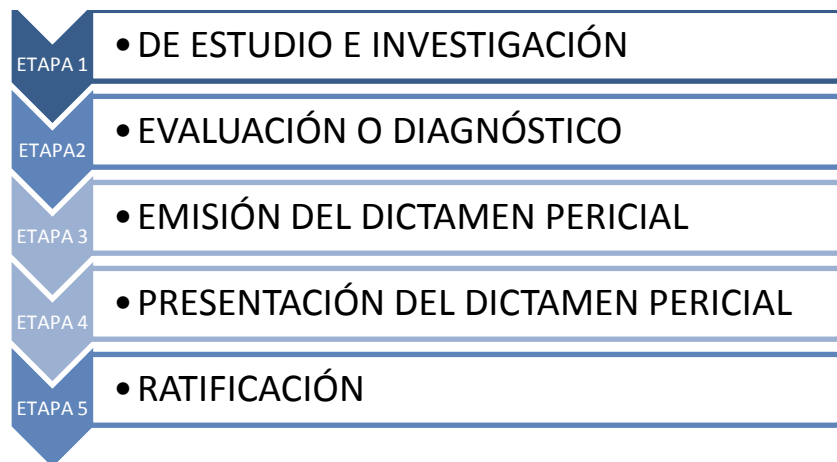 ETAPA 1
• DE ESTUDIO E INVESTIGACIÓN
ETAPA2
• EVALUACIÓN O DIAGNÓSTICO
ETAPA 3
• EMISIÓN DEL DICTAMEN PERICIAL
ETAPA 4
• PRESENTACIÓN DEL DICTAMEN PERICIAL
ETAPA 5
• RATIFICACIÓN